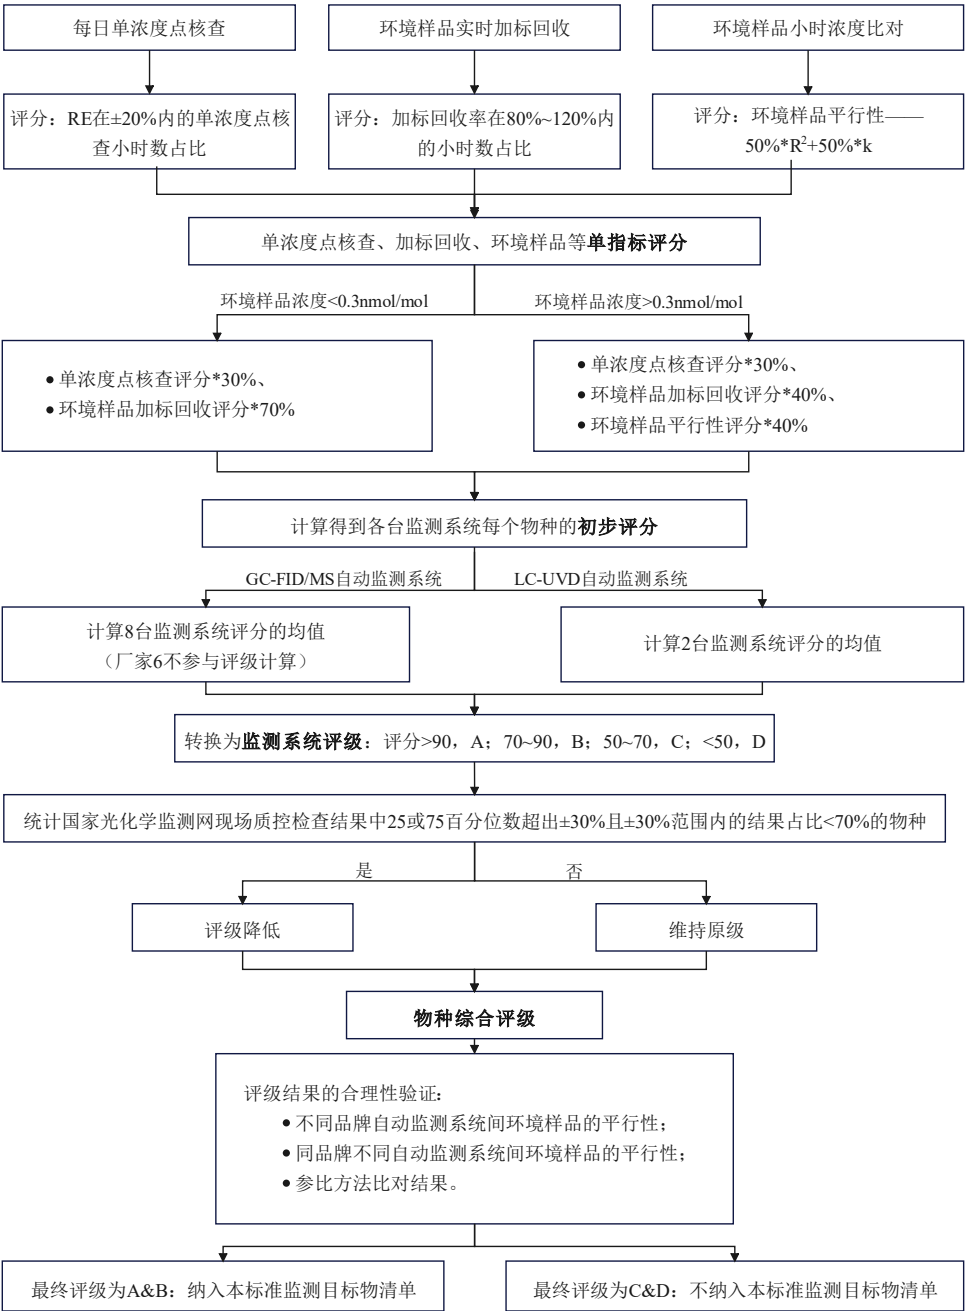 每日单浓度点核查
环境样品实时加标回收
环境样品小时浓度比对
评分：RE在±20%内的单浓度点核
查小时数占比
评分：加标回收率在80%~120%内
的小时数占比
评分：环境样品平行性——
50%*R²+50%*k
单浓度点核查、加标回收、环境样品等单指标评分
环境样品浓度<0.3nmol/mol
环境样品浓度>0.3nmol/mol
●单浓度点核查评分*30%、
●环境样品加标回收评分*70%
●单浓度点核查评分*30%、
●环境样品加标回收评分*40%、
●环境样品平行性评分*40%
计算得到各台监测系统每个物种的初步评分
GC-FID/MS自动监测系统
LC-UVD自动监测系统
计算8台监测系统评分的均值
（厂家6不参与评级计算）
计算2台监测系统评分的均值
转换为监测系统评级：评分>90，A；70~90，B；50~70，C；<50，D
统计国家光化学监测网现场质控检查结果中25或75百分位数超出±30%且±30%范围内的结果占比<70%的物种
是
否
评级降低
维持原级
物种综合评级
评级结果的合理性验证：
●不同品牌自动监测系统间环境样品的平行性；
●同品牌不同自动监测系统间环境样品的平行性；
●参比方法比对结果。
最终评级为A&B：纳入本标准监测目标物清单
最终评级为C&D：不纳入本标准监测目标物清单